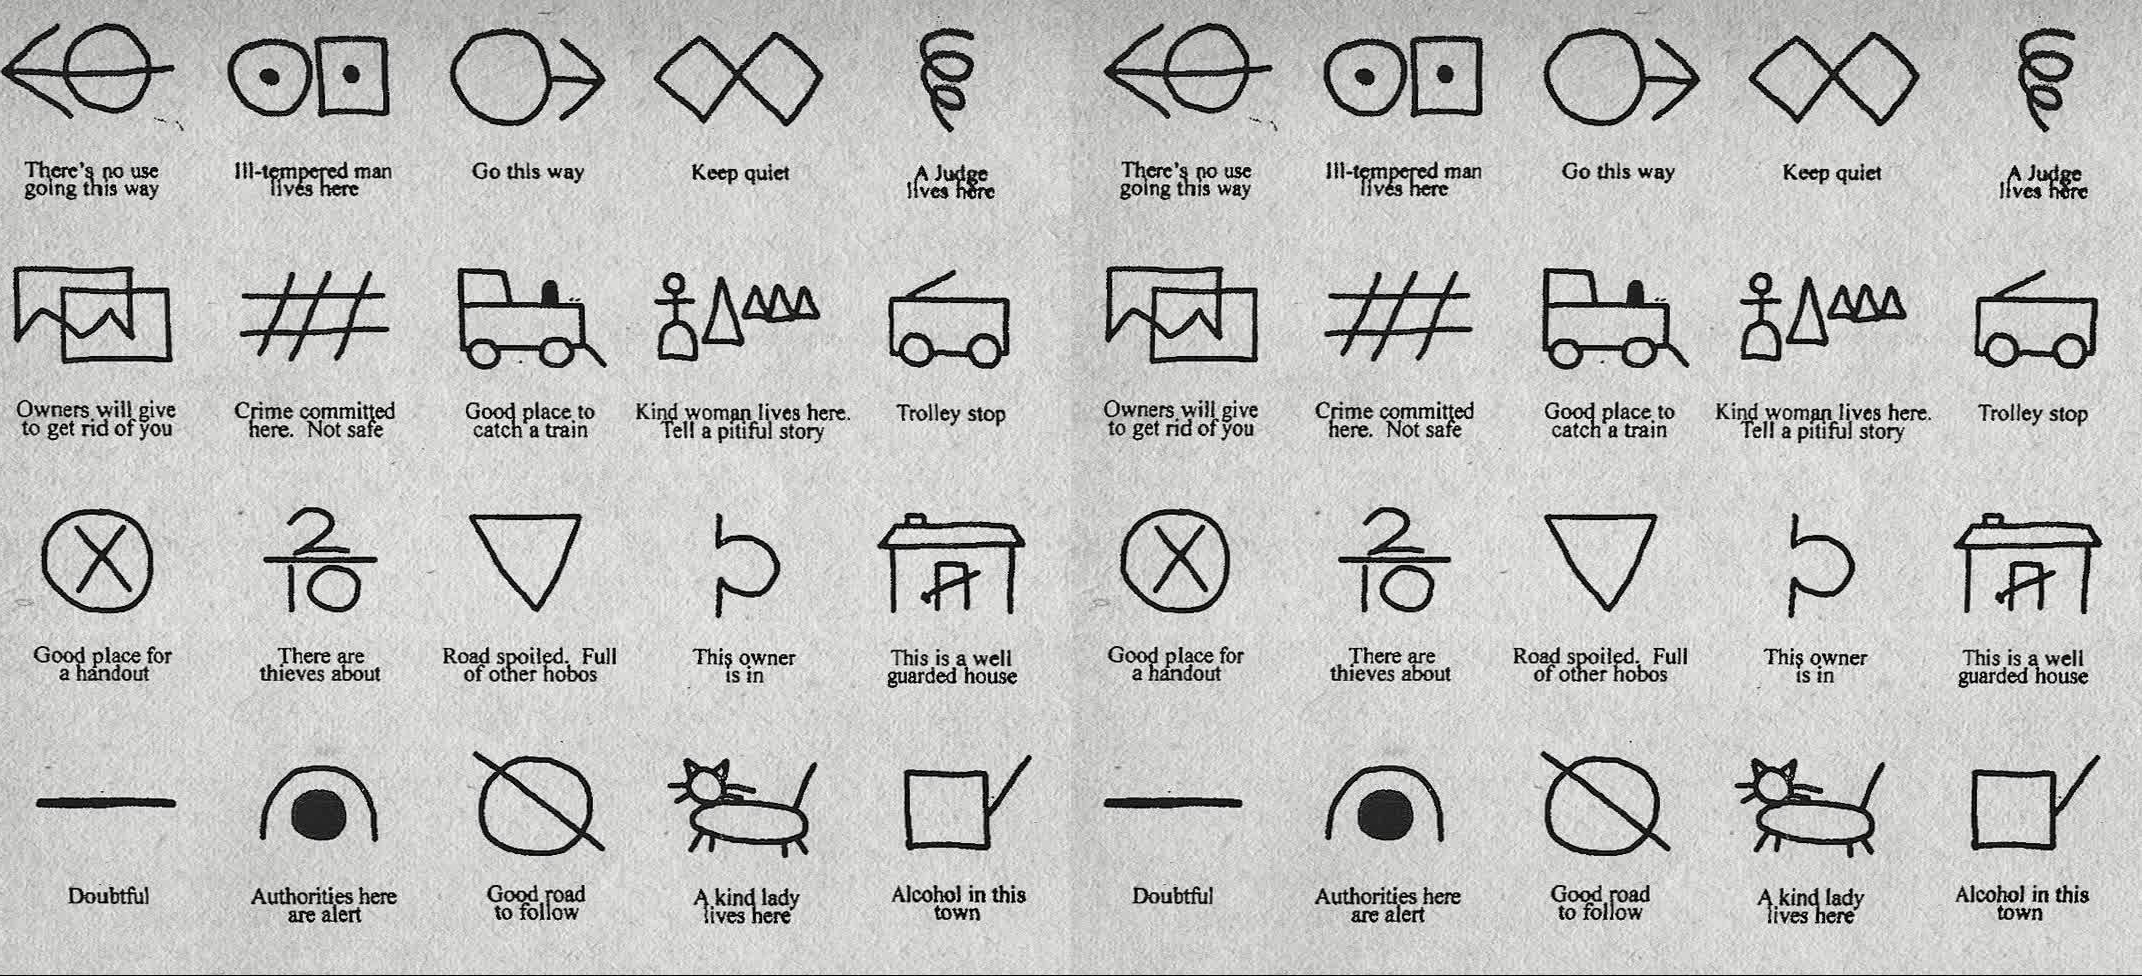 There's no use
going this way
Ill-tempered man
lives here
Go this way
Keep quiet
A Judge
lives here
There's no use
going this way
Ill-tempered man
lives here
Go this way
Keep quiet
A Judge
lives here
Owners will give
to get rid of you
Crime committed
here. Not safe
Good place to
catch a train
Kind woman lives here.
Tell a pitiful story
Trolley stop
Owners will give
to get rid of you
Crime committed
here. Not safe
Good place to
catch a train
Kind woman lives here.
Tell a pitiful story
Trolley stop
2
10
2
10
Good place for
a handout
There are
thieves about
Road spoiled. Full
of other hobos
This owner
is in
This is a well
guarded house
Good place for
a handout
There are
thieves about
Road spoiled. Full
of other hobos
This owner
is in
This is a well
guarded house
Doubtful
Authorities here
are alert
Good road
to follow
A kind lady
lives here
Alcohol in this
town
Doubtful
Authorities here
are alert
Good road
to follow
A kind lady
lives here
Alcohol in this
town